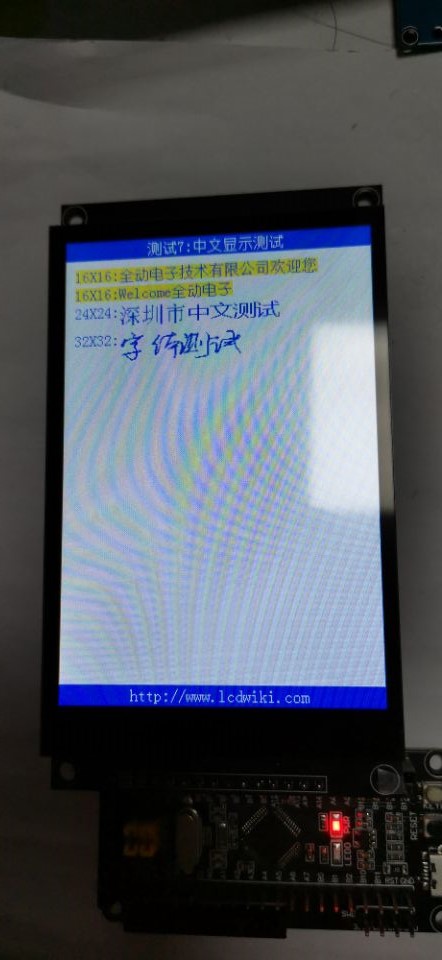 测试7:中文显示测试
16X16:全动电子技术有限公司欢迎您
16X16:Welcome全动电子
24X24:深圳市中文测试
32X32:字体测试
http://www.lcdwiki.com
PWR
RESET